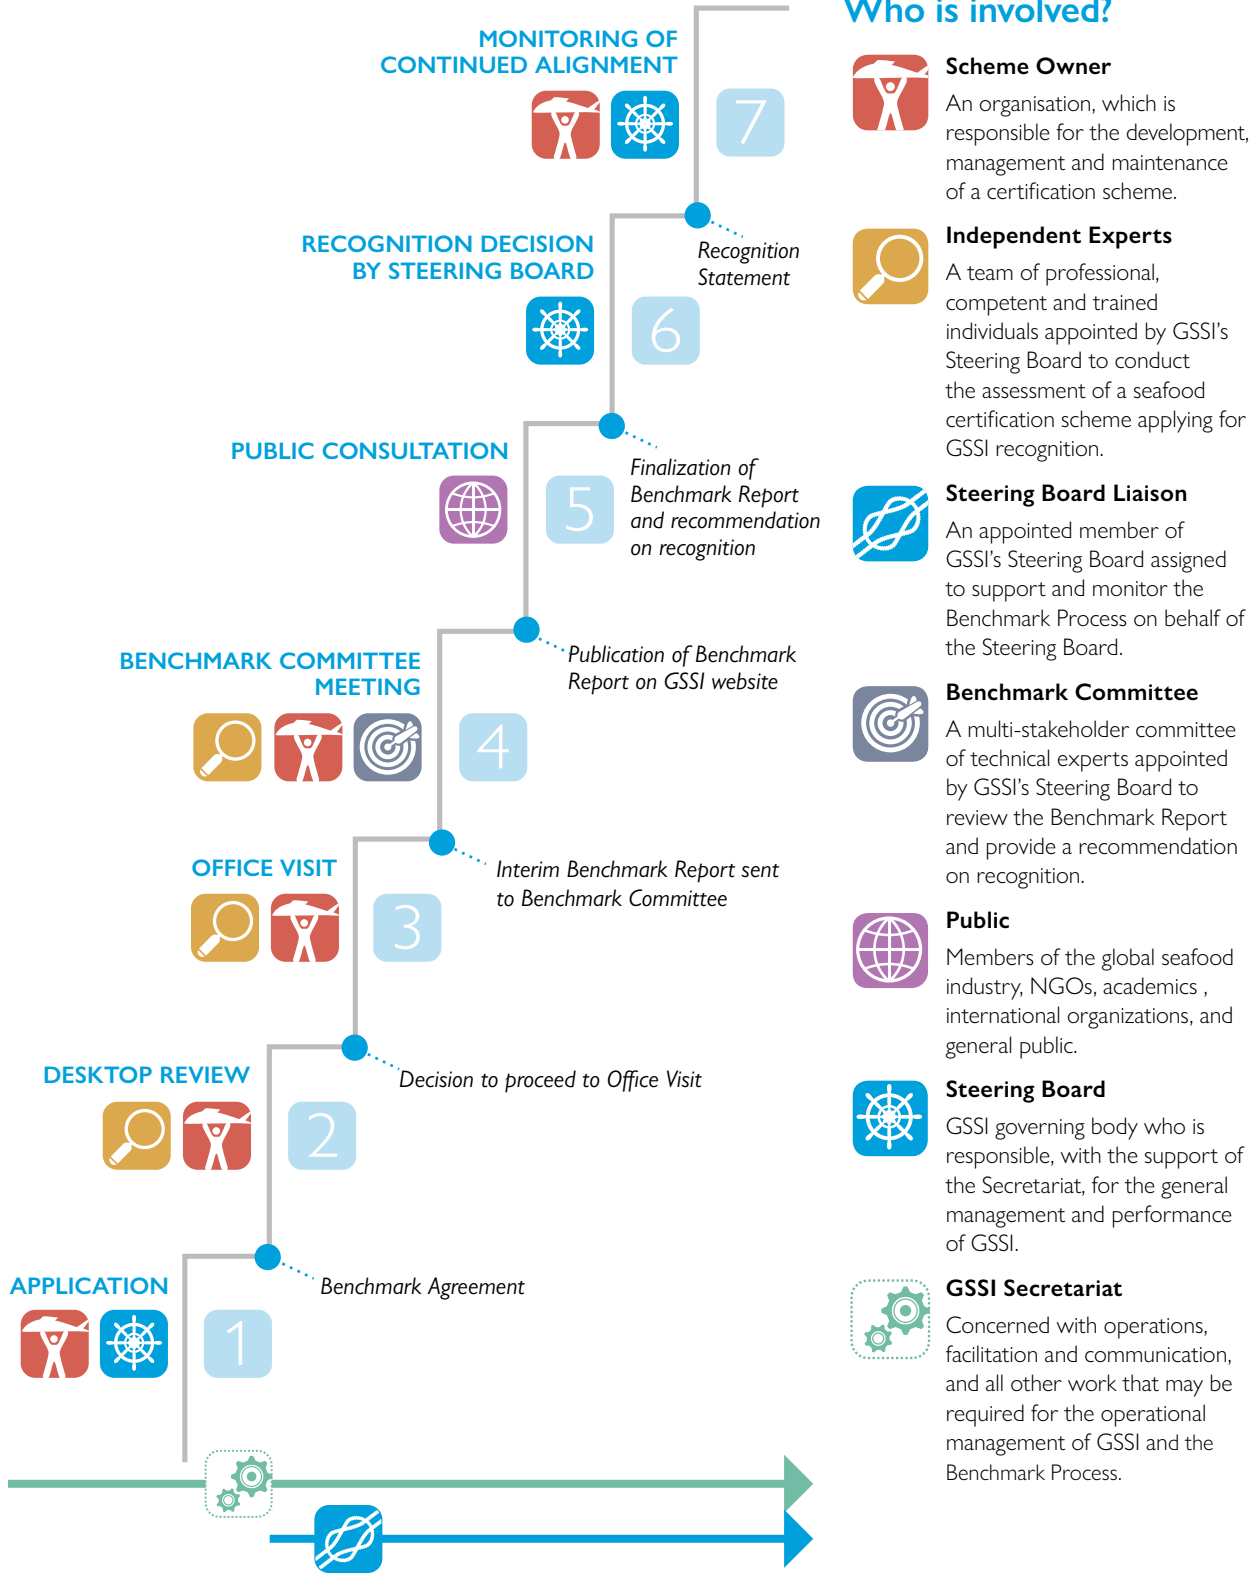 MONITORING OF
CONTINUED ALIGNMENT
7
Recognition
Statement
RECOGNITION DECISION
BY STEERING BOARD
6
Finalization of
Benchmark Report
and recommendation
on recognition
PUBLIC CONSULTATION
5
Publication of Benchmark
Report on GSSI website
BENCHMARK COMMITTEE
MEETING
4
Interim Benchmark Report sent
to Benchmark Committee
OFFICE VISIT
3
Decision to proceed to Office Visit
DESKTOP REVIEW
2
Benchmark Agreement
APPLICATION
1
Who is involved?
Scheme Owner
An organisation, which is
responsible for the development,
management and maintenance
of a certification scheme.
Independent Experts
A team of professional,
competent and trained
individuals appointed by GSSI's
Steering Board to conduct
the assessment of a seafood
certification scheme applying for
GSSI recognition.
Steering Board Liaison
An appointed member of
GSSI's Steering Board assigned
to support and monitor the
Benchmark Process on behalf of
the Steering Board.
Benchmark Committee
A multi-stakeholder committee
of technical experts appointed
by GSSI's Steering Board to
review the Benchmark Report
and provide a recommendation
on recognition.
Public
Members of the global seafood
industry, NGOs, academics ,
international organizations, and
general public.
Steering Board
GSSI governing body who is
responsible, with the support of
the Secretariat, for the general
management and performance
of GSSI.
GSSI Secretariat
Concerned with operations,
facilitation and communication,
and all other work that may be
required for the operational
management of GSSI and the
Benchmark Process.